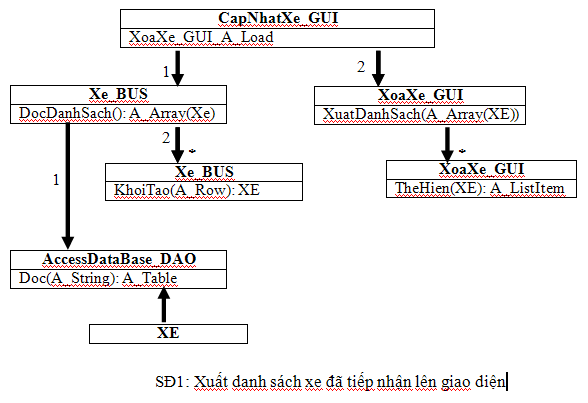 CapNhatXe_GUI
XoaXe_GUI_A_Load
1
2
Xe_BUS
DocDanhSach(): A_Array(Xe)
XoaXe_GUI
XuatDanhSach(A_Array(XE))
2
*
*
1
Xe_BUS
KhoiTao(A_Row): XE
XoaXe_GUI
TheHien(XE): A_ListItem
AccessDataBase_DAO
Doc(A_String): A_Table
XE
SĐ1: Xuất danh sách xe đã tiếp nhận lên giao diện